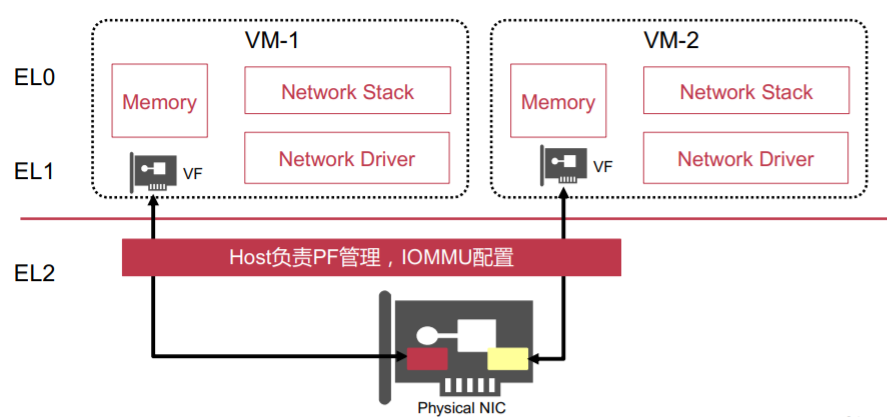 VM-1
VM-2
EL0
Memory
Network Stack
Memory
Network Stack
EL1
VF
Network Driver
VF
Network Driver
EL2
Host负责PF管理，IOMMU配置
Physical NIC